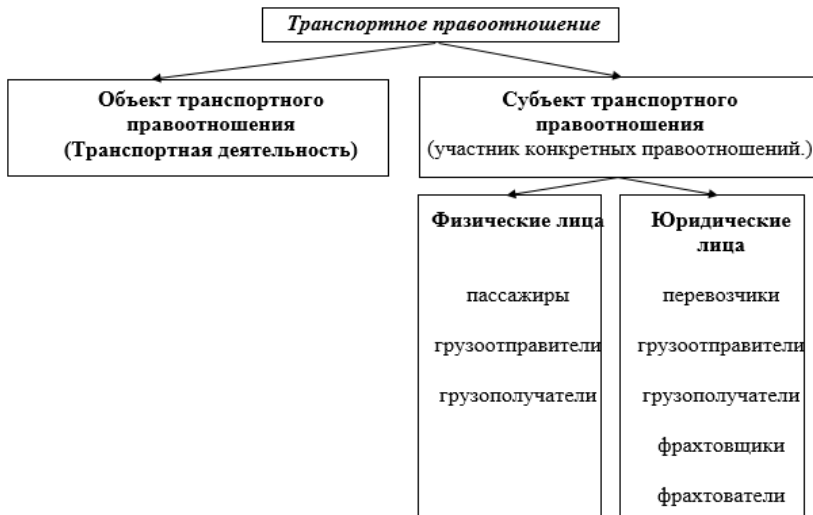 Транспортное правоотношение
Объект транспортного
правоотношения
(Транспортная деятельность)
Субъект транспортного
правоотношения
(участник конкретных правоотношений.)
Физические лица
пассажиры
грузоотправители
грузополучатели
Юридические
лица
перевозчики
грузоотправители
грузополучатели
фрахтовщики
фрахтователи